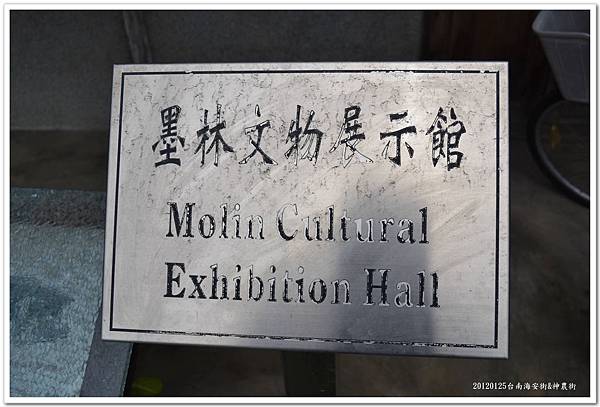 墨林文物展示館
Molin Cultural
Exhibition Hall
20120125台南海安街&神農街